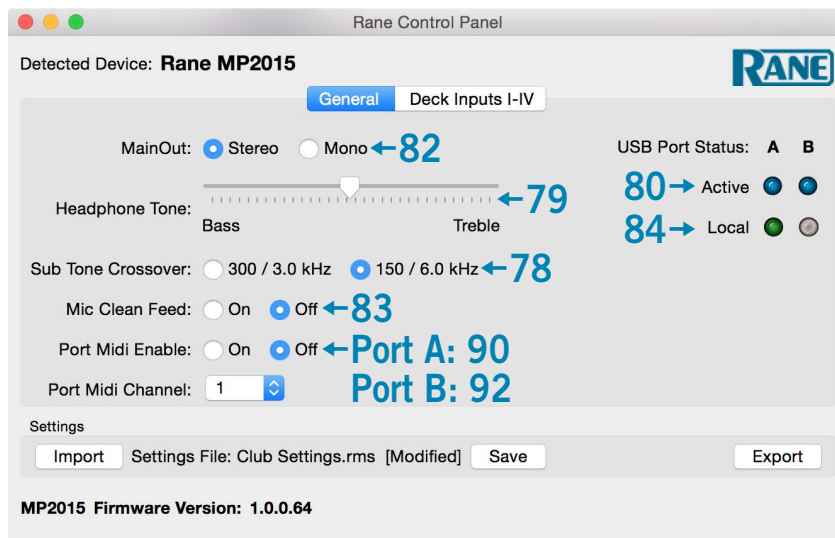 Rane Control Panel
Detected Device: Rane MP2015
RANE
General Deck Inputs I-IV
MainOut: Stereo Mono ←82
USB Port Status: A B
80→ Active
Headphone Tone: ←79
Bass Treble
84→ Local
Sub Tone Crossover: 300 / 3.0 kHz 150 / 6.0 kHz ←78
Mic Clean Feed: On Off ←83
Port Midi Enable: On Off ←Port A: 90
Port Midi Channel: 1 Port B: 92
Settings
Import Settings File: Club Settings.rms [Modified] Save Export
MP2015 Firmware Version: 1.0.0.64